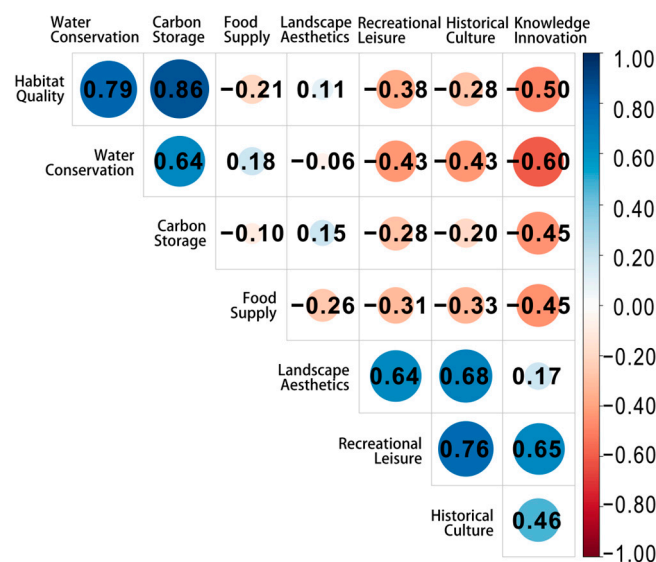 Water Carbon Food Landscape Recreational Historical Knowledge
Conservation Storage Supply Aesthetics Leisure Culture Innovation
Habitat
Quality
0.79 0.86 −0.21 0.11 −0.38 −0.28 −0.50
Water
Conservation
0.64 0.18 −0.06 −0.43 −0.43 −0.60
Carbon
Storage
−0.10 0.15 −0.28 −0.20 −0.45
Food
Supply
−0.26 −0.31 −0.33 −0.45
Landscape
Aesthetics
0.64 0.68 0.17
Recreational
Leisure
0.76 0.65
Historical
Culture
0.46
1.00
0.80
0.60
0.40
0.20
0.00
−0.20
−0.40
−0.60
−0.80
−1.00